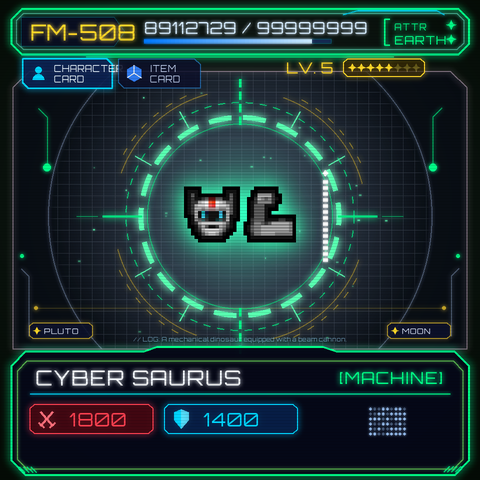 FM-508
89112729 / 99999999
ATTR
EARTH
CHARACTER
CARD
ITEM
CARD
LV. 5
PLUTO
MOON
// LOG: A mechanical dinosaur equipped with a beam cannon.
CYBER SAURUS
[MACHINE]
1800
1400